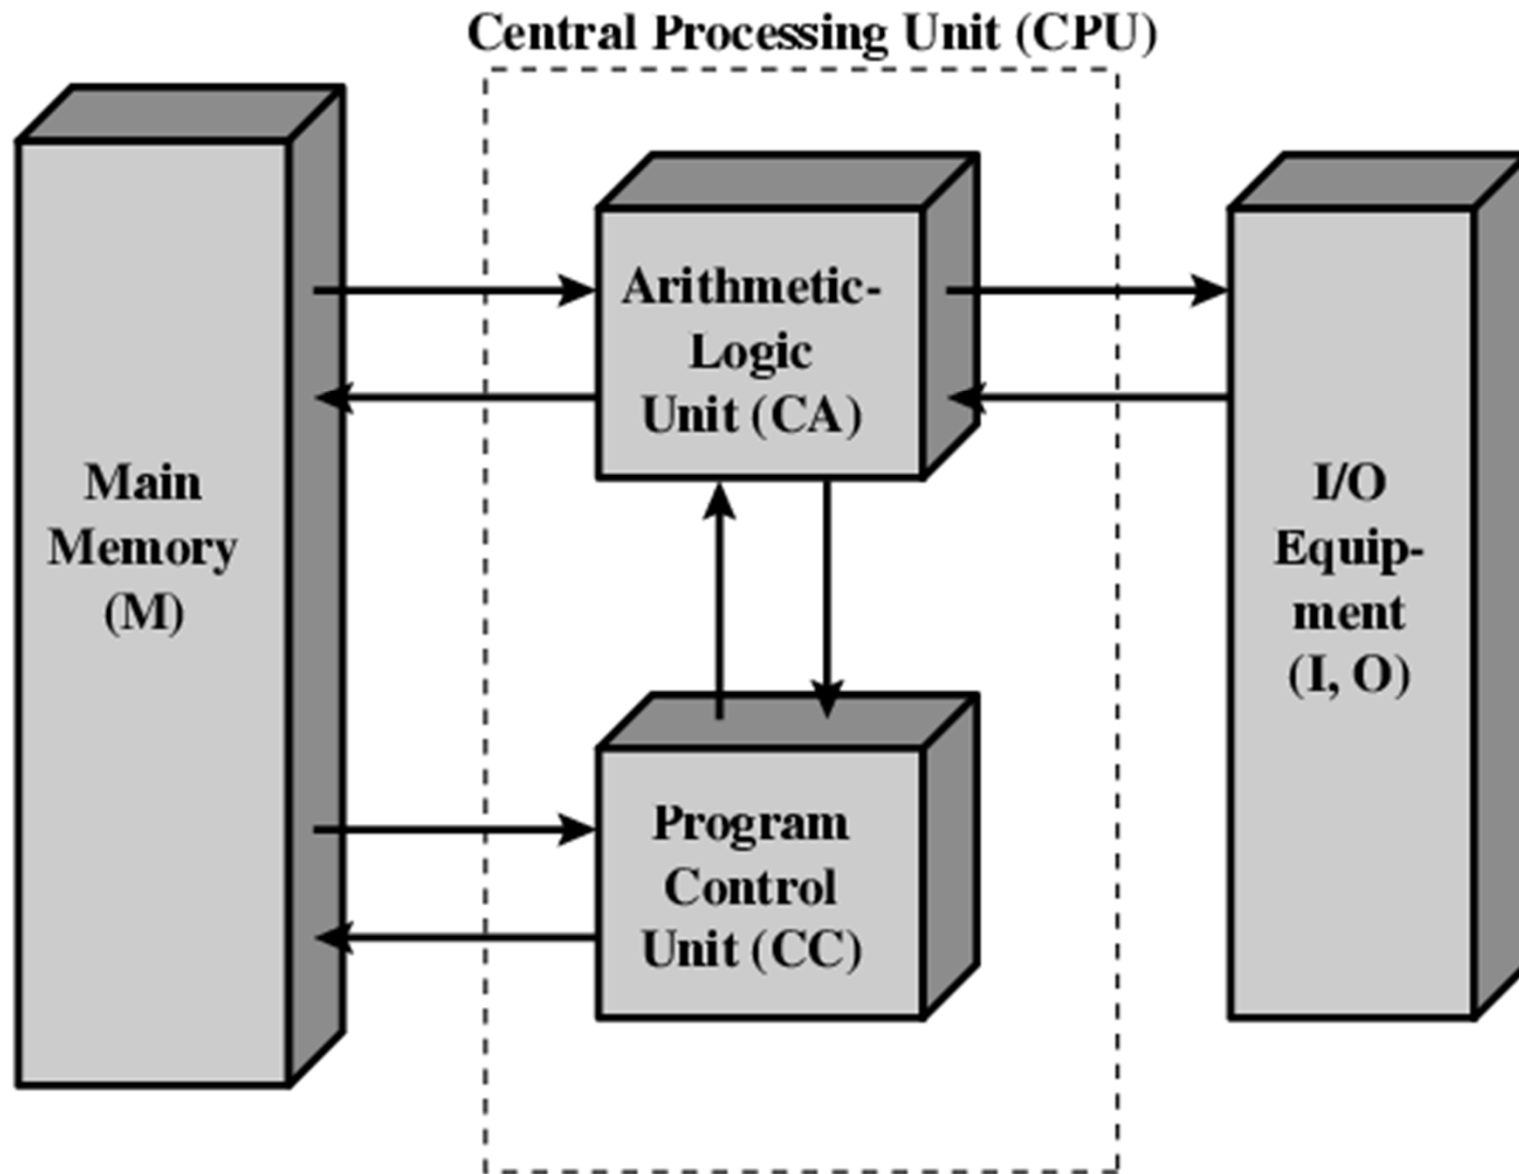 Central Processing Unit (CPU)
Main
Memory
(M)
Arithmetic-
Logic
Unit (CA)
Program
Control
Unit (CC)
I/O
Equip-
ment
(I, O)